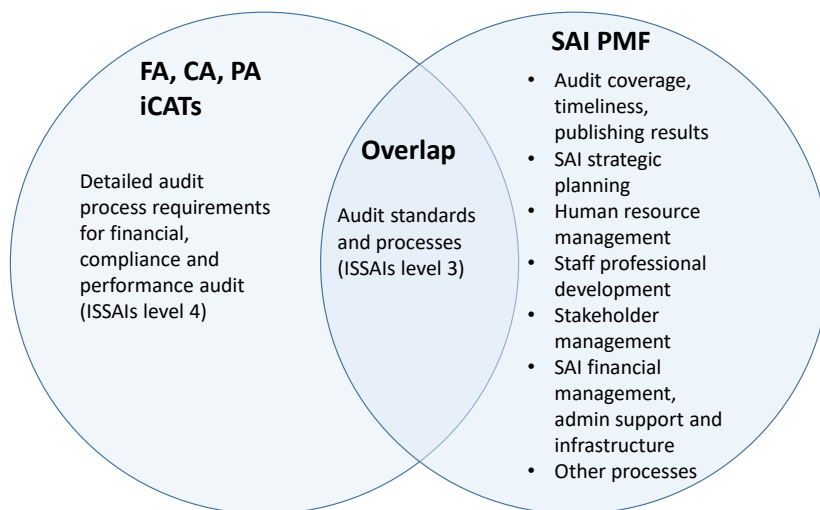 FA, CA, PA
iCATs
Detailed audit
process requirements
for financial,
compliance and
performance audit
(ISSAIs level 4)
Overlap
Audit standards
and processes
(ISSAIs level 3)
SAI PMF
• Audit coverage,
timeliness,
publishing results
• SAI strategic
planning
• Human resource
management
• Staff professional
development
• Stakeholder
management
• SAI financial
management,
admin support and
infrastructure
• Other processes